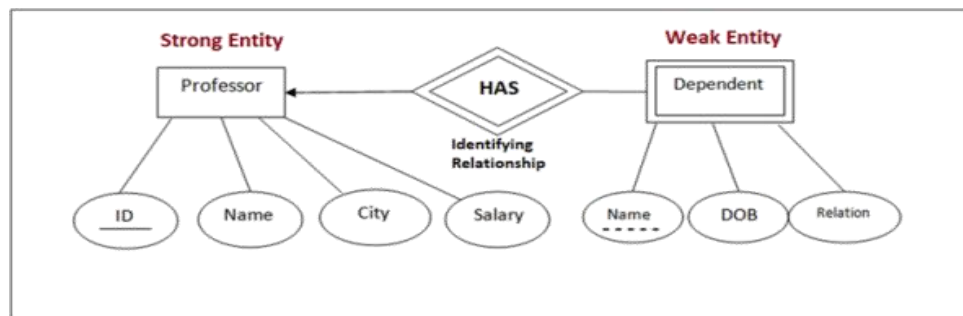 Strong Entity
Weak Entity
Professor
HAS
Dependent
Identifying
Relationship
ID
Name
City
Salary
Name
DOB
Relation